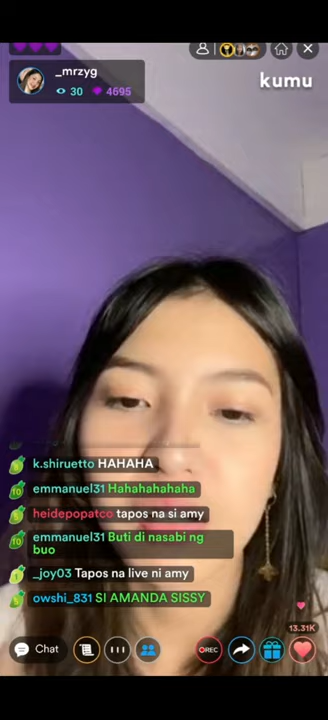 _mrzyg
30 4695
kumu
k.shiruetto HAHAHA
emmanuel31 Hahahahahaha
heidepopatco tapos na si amy
emmanuel31 Buti di nasabi ng
buo
_joy03 Tapos na live ni amy
owshi_831 SI AMANDA SISSY
13.31K
Chat
REC